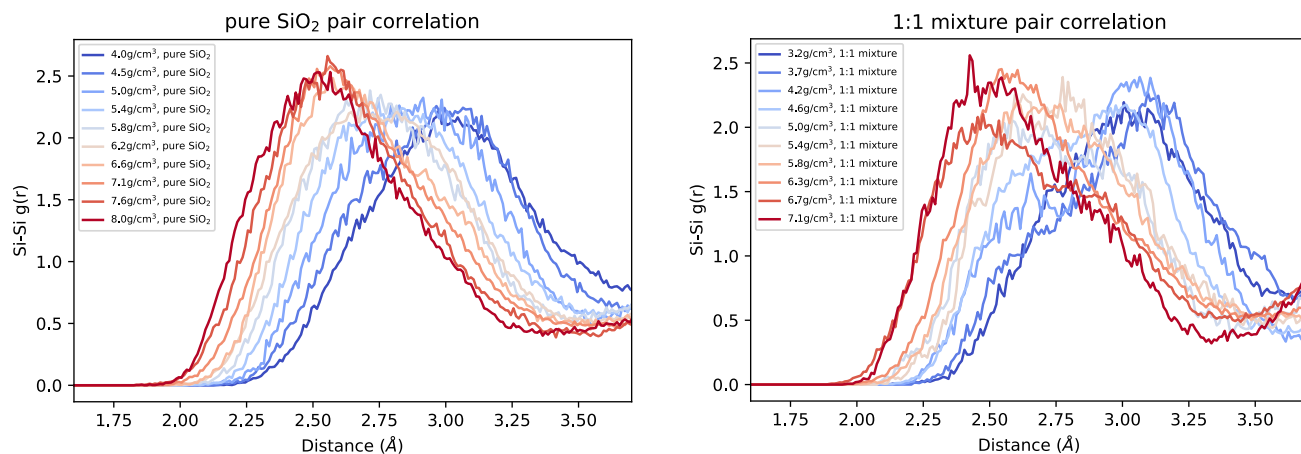 pure SiO₂ pair correlation
Si-Si g(r)
2.5
2.0
1.5
1.0
0.5
0.0
4.0g/cm³, pure SiO₂
4.5g/cm³, pure SiO₂
5.0g/cm³, pure SiO₂
5.4g/cm³, pure SiO₂
5.8g/cm³, pure SiO₂
6.2g/cm³, pure SiO₂
6.6g/cm³, pure SiO₂
7.1g/cm³, pure SiO₂
7.6g/cm³, pure SiO₂
8.0g/cm³, pure SiO₂
1.75 2.00 2.25 2.50 2.75 3.00 3.25 3.50
Distance (Å)
1:1 mixture pair correlation
Si-Si g(r)
2.5
2.0
1.5
1.0
0.5
0.0
3.2g/cm³, 1:1 mixture
3.7g/cm³, 1:1 mixture
4.2g/cm³, 1:1 mixture
4.6g/cm³, 1:1 mixture
5.0g/cm³, 1:1 mixture
5.4g/cm³, 1:1 mixture
5.8g/cm³, 1:1 mixture
6.3g/cm³, 1:1 mixture
6.7g/cm³, 1:1 mixture
7.1g/cm³, 1:1 mixture
1.75 2.00 2.25 2.50 2.75 3.00 3.25 3.50
Distance (Å)